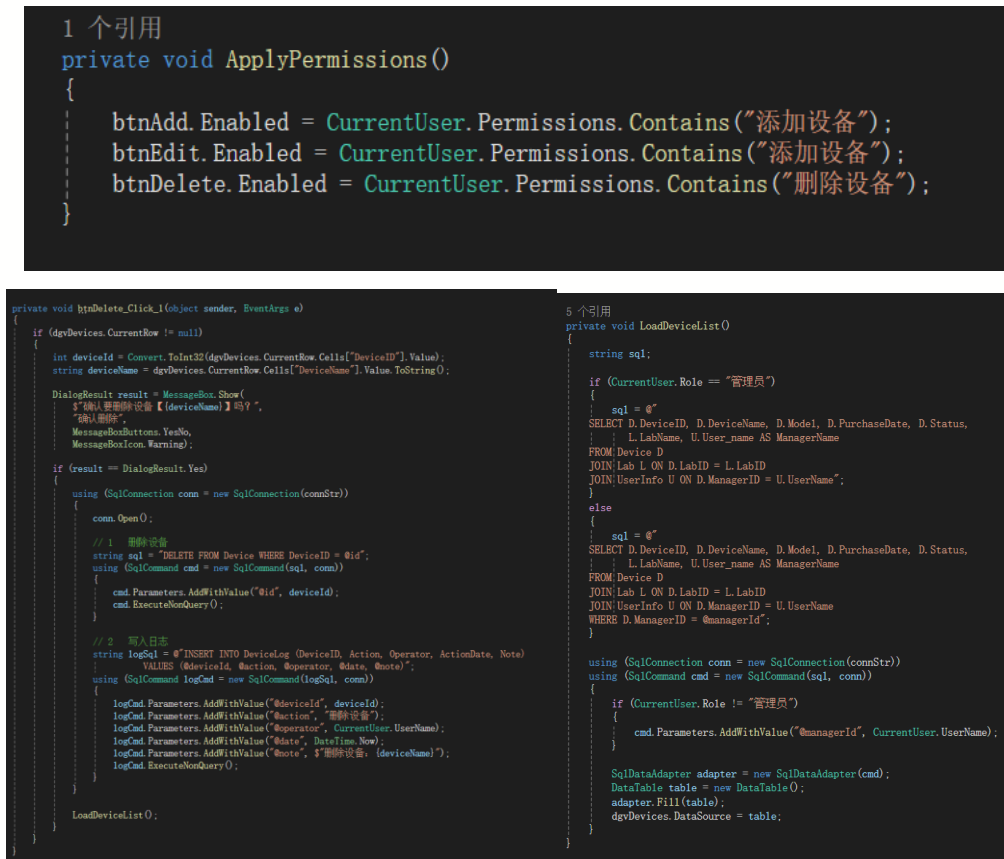 1 个引用
private void ApplyPermissions()
{
btnAdd.Enabled = CurrentUser.Permissions.Contains("添加设备");
btnEdit.Enabled = CurrentUser.Permissions.Contains("添加设备");
btnDelete.Enabled = CurrentUser.Permissions.Contains("删除设备");
}
private void btnDelete_Click_1(object sender, EventArgs e)
{
if (dgvDevices.CurrentRow != null)
{
int deviceId = Convert.ToInt32(dgvDevices.CurrentRow.Cells["DeviceID"].Value);
string deviceName = dgvDevices.CurrentRow.Cells["DeviceName"].Value.ToString();
DialogResult result = MessageBox.Show(
$"确认要删除设备【{deviceName}】吗？",
"确认删除",
MessageBoxButtons.YesNo,
MessageBoxIcon.Warning);
if (result == DialogResult.Yes)
{
using (SqlConnection conn = new SqlConnection(connStr))
{
conn.Open();
// 1 删除设备
string sql = "DELETE FROM Device WHERE DeviceID = @id";
using (SqlCommand cmd = new SqlCommand(sql, conn))
{
cmd.Parameters.AddWithValue("@id", deviceId);
cmd.ExecuteNonQuery();
}
// 2 写入日志
string logSql = @"INSERT INTO DeviceLog (DeviceID, Action, Operator, ActionDate, Note)
VALUES (@deviceId, @action, @operator, @date, @note)";
using (SqlCommand logCmd = new SqlCommand(logSql, conn))
{
logCmd.Parameters.AddWithValue("@deviceId", deviceId);
logCmd.Parameters.AddWithValue("@action", "删除设备");
logCmd.Parameters.AddWithValue("@operator", CurrentUser.UserName);
logCmd.Parameters.AddWithValue("@date", DateTime.Now);
logCmd.Parameters.AddWithValue("@note", $"删除设备：{deviceName}");
logCmd.ExecuteNonQuery();
}
}
LoadDeviceList();
}
}
}
5 个引用
private void LoadDeviceList()
{
string sql;
if (CurrentUser.Role == "管理员")
{
sql = @"
SELECT D.DeviceID, D.DeviceName, D.Model, D.PurchaseDate, D.Status,
L.LabName, U.User_name AS ManagerName
FROM Device D
JOIN Lab L ON D.LabID = L.LabID
JOIN UserInfo U ON D.ManagerID = U.UserName";
}
else
{
sql = @"
SELECT D.DeviceID, D.DeviceName, D.Model, D.PurchaseDate, D.Status,
L.LabName, U.User_name AS ManagerName
FROM Device D
JOIN Lab L ON D.LabID = L.LabID
JOIN UserInfo U ON D.ManagerID = U.UserName
WHERE D.ManagerID = @managerId";
}
using (SqlConnection conn = new SqlConnection(connStr))
using (SqlCommand cmd = new SqlCommand(sql, conn))
{
if (CurrentUser.Role != "管理员")
{
cmd.Parameters.AddWithValue("@managerId", CurrentUser.UserName);
}
SqlDataAdapter adapter = new SqlDataAdapter(cmd);
DataTable table = new DataTable();
adapter.Fill(table);
dgvDevices.DataSource = table;
}
}